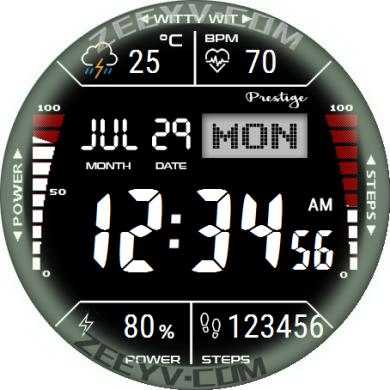 ZEEYV-COM
◀ WITTY WIT ▶
°C BPM
25 70
Prestige
100 100
JUL 29 MON
MONTH DATE
◀ POWER ▶
50
◀ STEPS ▶
12:34 56 AM
0 0
80% 123456
POWER STEPS
ZEEYV-COM